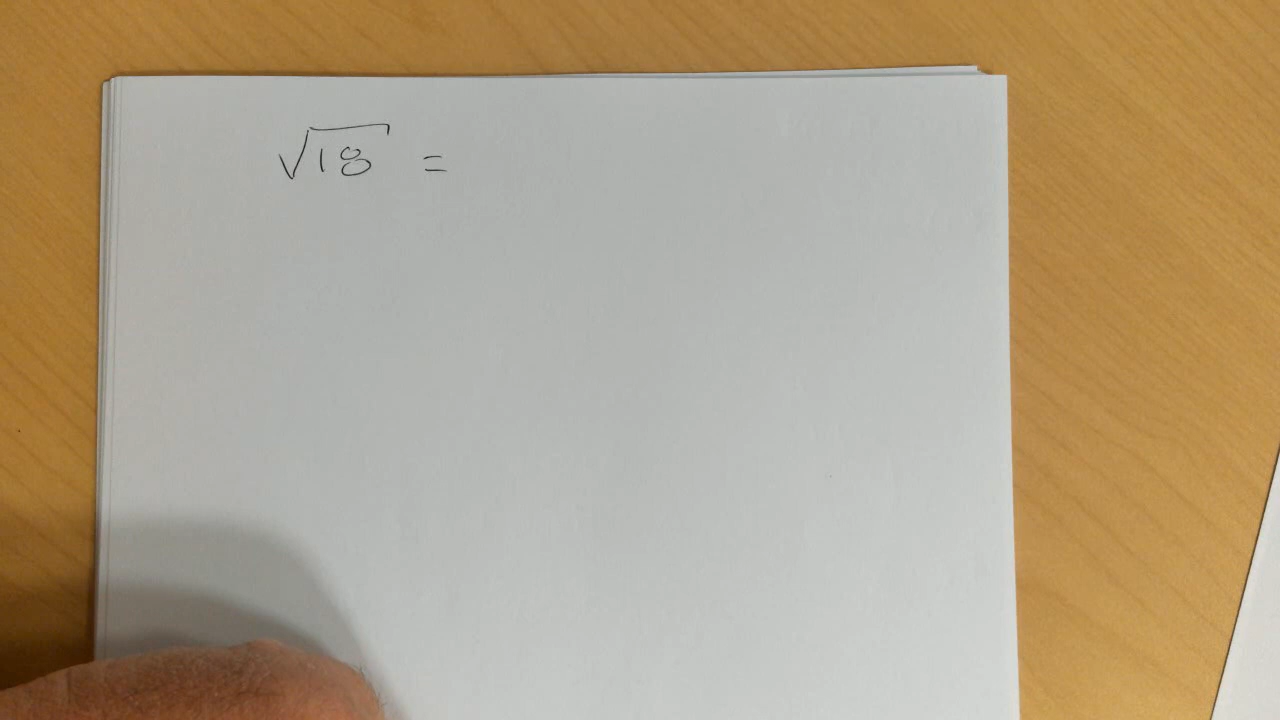 √18 =